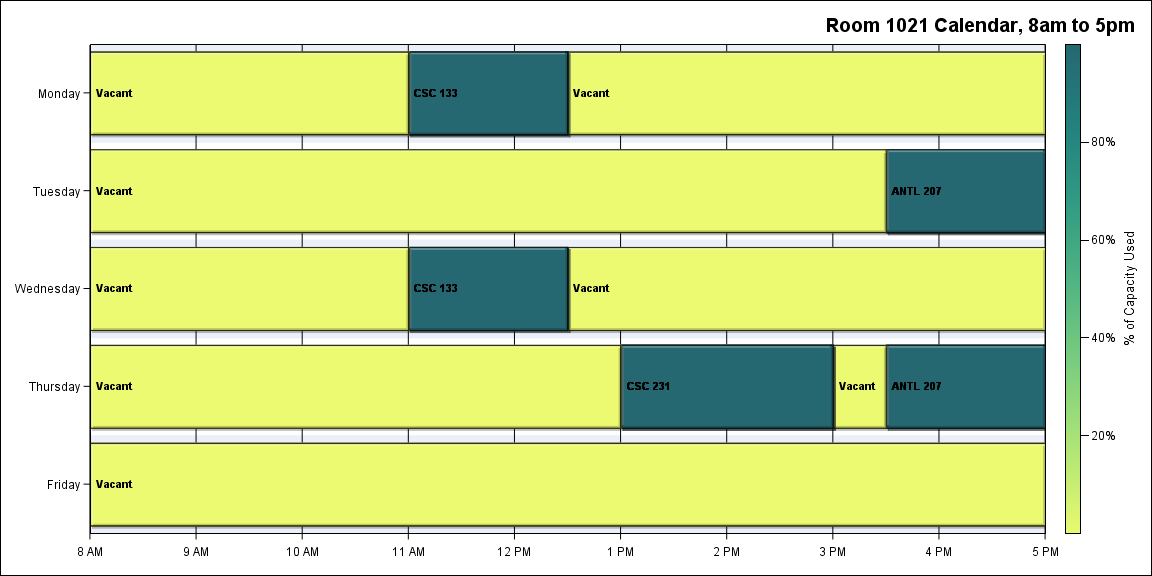 Room 1021 Calendar, 8am to 5pm
Monday
Vacant
CSC 133
Vacant
Tuesday
Vacant
ANTL 207
Wednesday
Vacant
CSC 133
Vacant
Thursday
Vacant
CSC 231
Vacant
ANTL 207
Friday
Vacant
8 AM
9 AM
10 AM
11 AM
12 PM
1 PM
2 PM
3 PM
4 PM
5 PM
80%
60%
40%
20%
% of Capacity Used